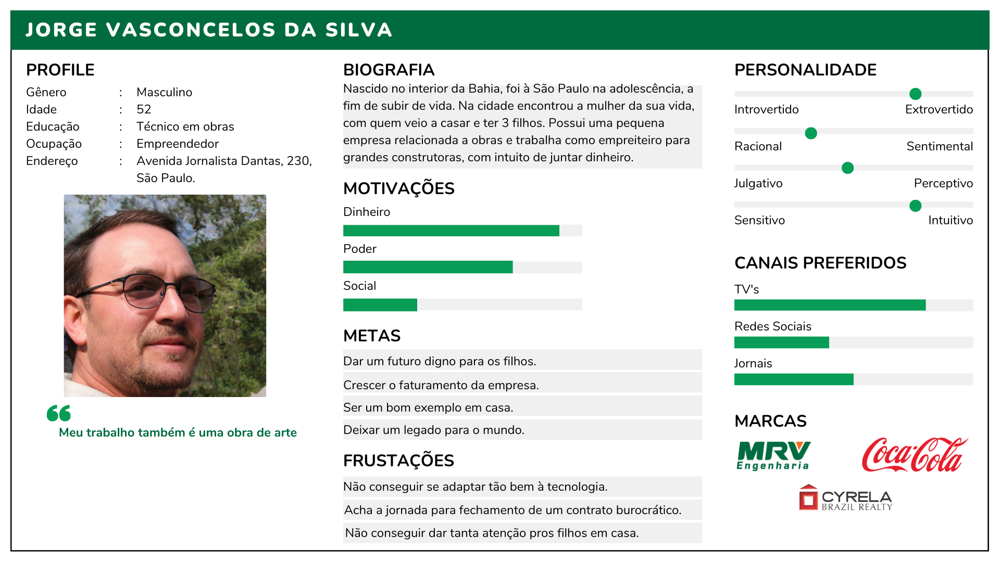 JORGE VASCONCELOS DA SILVA
PROFILE
Gênero : Masculino
Idade : 52
Educação : Técnico em obras
Ocupação : Empreendedor
Endereço : Avenida Jornalista Dantas, 230,
São Paulo.
Meu trabalho também é uma obra de arte
BIOGRAFIA
Nascido no interior da Bahia, foi à São Paulo na adolescência, a
fim de subir de vida. Na cidade encontrou a mulher da sua vida,
com quem veio a casar e ter 3 filhos. Possui uma pequena
empresa relacionada a obras e trabalha como empreiteiro para
grandes construtoras, com intuito de juntar dinheiro.
MOTIVAÇÕES
Dinheiro
Poder
Social
METAS
Dar um futuro digno para os filhos.
Crescer o faturamento da empresa.
Ser um bom exemplo em casa.
Deixar um legado para o mundo.
FRUSTAÇÕES
Não conseguir se adaptar tão bem à tecnologia.
Acha a jornada para fechamento de um contrato burocrático.
Não conseguir dar tanta atenção pros filhos em casa.
PERSONALIDADE
Introvertido Extrovertido
Racional Sentimental
Julgativo Perceptivo
Sensitivo Intuitivo
CANAIS PREFERIDOS
TV's
Redes Sociais
Jornais
MARCAS
MRV
Engenharia
Coca-Cola
CYRELA
BRAZIL REALTY